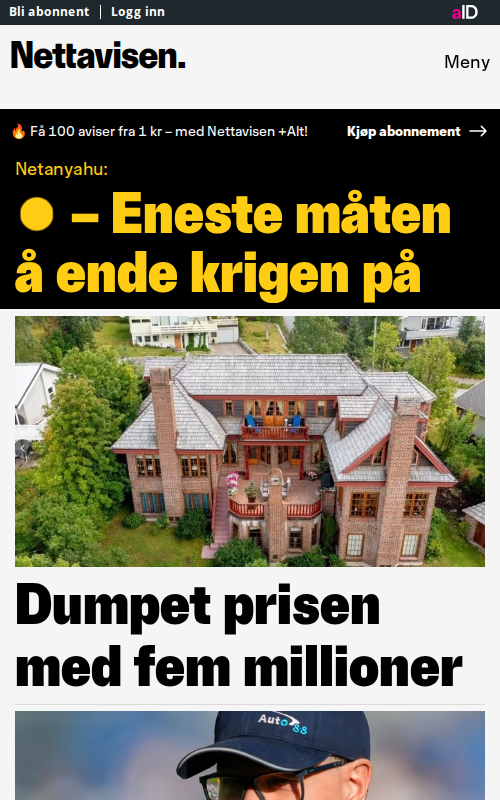 Bli abonnent | Logg inn
aID
Nettavisen.
Meny
🔥 Få 100 aviser fra 1 kr – med Nettavisen +Alt!
Kjøp abonnement →
Netanyahu:
– Eneste måten
å ende krigen på
Dumpet prisen
med fem millioner
Auto 88